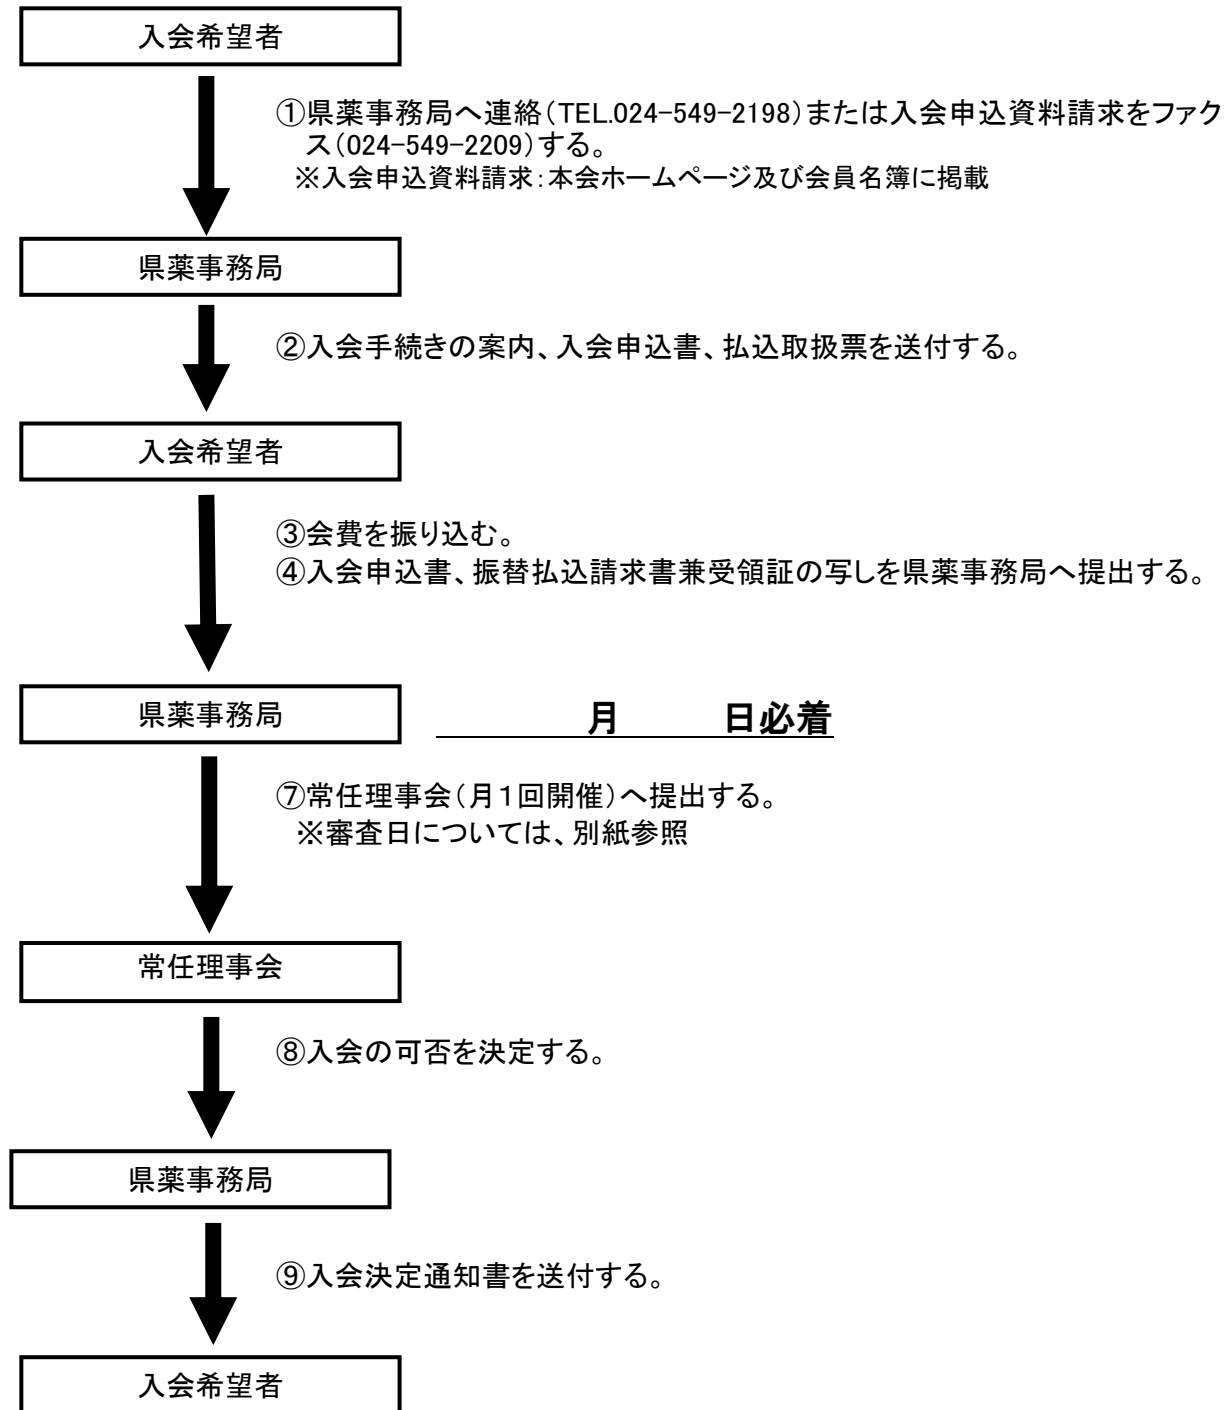 入会希望者
①県薬事務局へ連絡(TEL.024-549-2198)または入会申込資料請求をファク
ス(024-549-2209)する。
※入会申込資料請求:本会ホームページ及び会員名簿に掲載
県薬事務局
②入会手続きの案内、入会申込書、払込取扱票を送付する。
入会希望者
③会費を振り込む。
④入会申込書、振替払込請求書兼受領証の写しを県薬事務局へ提出する。
県薬事務局 月 日必着
⑦常任理事会(月1回開催)へ提出する。
※審査日については、別紙参照
常任理事会
⑧入会の可否を決定する。
県薬事務局
⑨入会決定通知書を送付する。
入会希望者